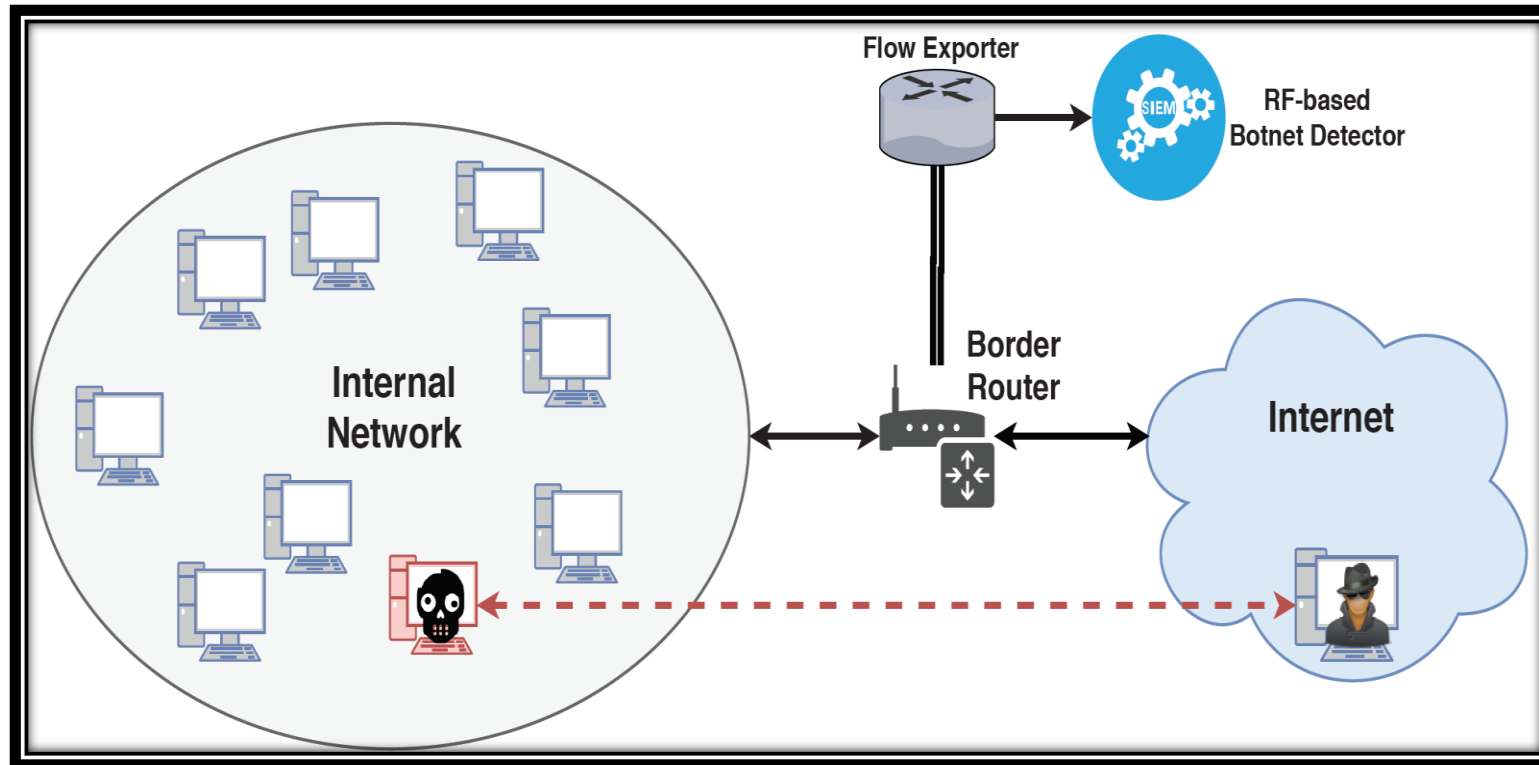 Flow Exporter
SIEM
RF-based
Botnet Detector
Border
Router
Internal
Network
Internet